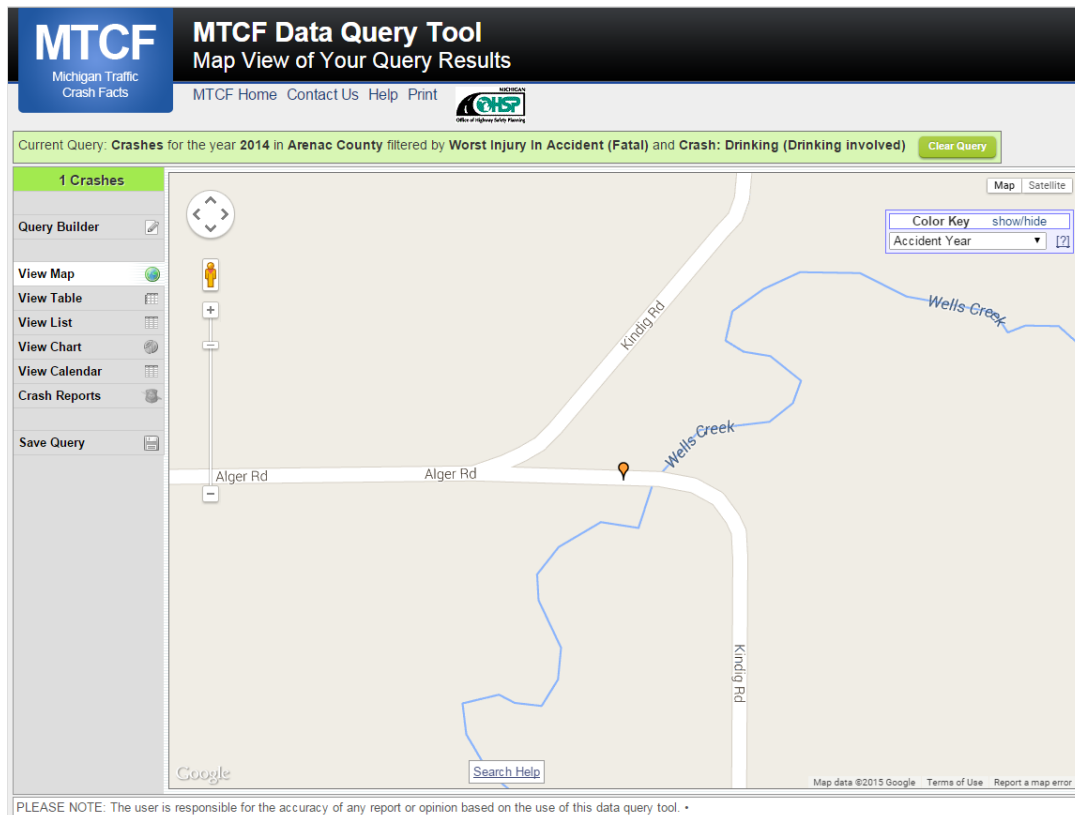 MTCF
Michigan Traffic
Crash Facts
MTCF Data Query Tool
Map View of Your Query Results
MTCF Home Contact Us Help Print
MICHIGAN
OHSP
Office of Highway Safety Planning
Current Query: Crashes for the year 2014 in Arenac County filtered by Worst Injury In Accident (Fatal) and Crash: Drinking (Drinking involved) Clear Query
1 Crashes
Query Builder
View Map
View Table
View List
View Chart
View Calendar
Crash Reports
Save Query
Map Satellite
Color Key show/hide
Accident Year [?]
Wells Creek
Kindig Rd
Wells Creek
Alger Rd
Alger Rd
Kindig Rd
Google
Search Help
Map data ©2015 Google Terms of Use Report a map error
PLEASE NOTE: The user is responsible for the accuracy of any report or opinion based on the use of this data query tool. •